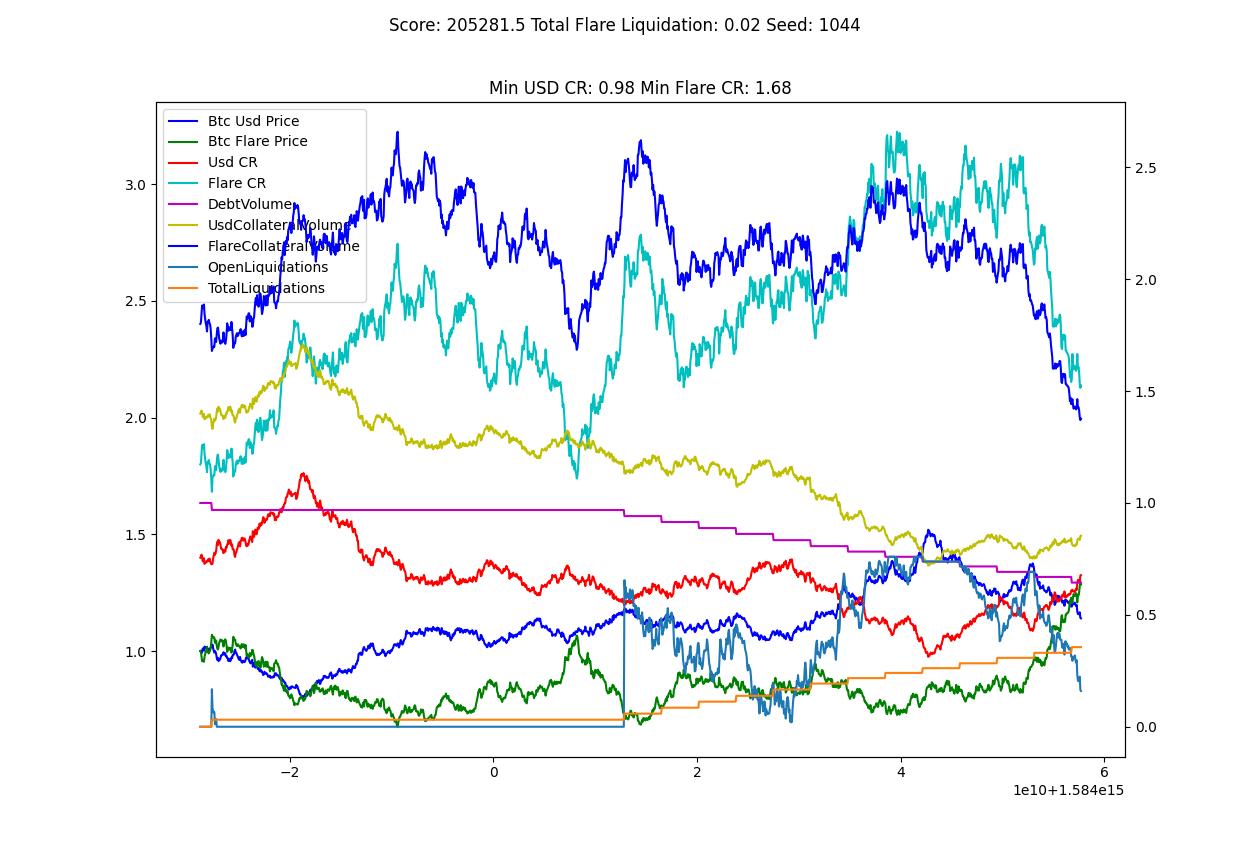 Score: 205281.5 Total Flare Liquidation: 0.02 Seed: 1044
Min USD CR: 0.98 Min Flare CR: 1.68
Btc Usd Price
Btc Flare Price
Usd CR
Flare CR
DebtVolume
UsdCollateralVolume
FlareCollateralVolume
OpenLiquidations
TotalLiquidations
3.0
2.5
2.0
1.5
1.0
2.5
2.0
1.5
1.0
0.5
0.0
−2
0
2
4
6
1e10+1.584e15